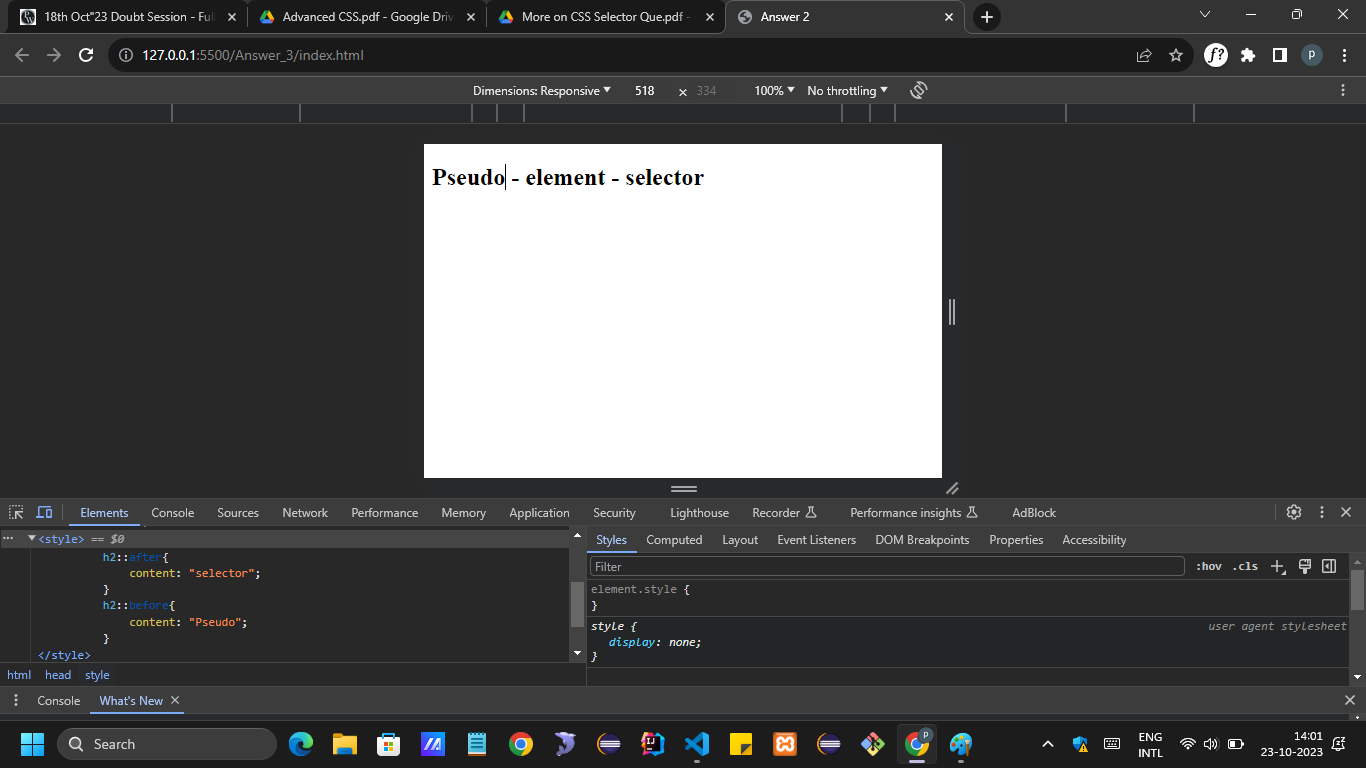 18th Oct"23 Doubt Session - Ful
Advanced CSS.pdf - Google Driv
More on CSS Selector Que.pdf -
Answer 2
127.0.0.1:5500/Answer_3/index.html
f?
p
Dimensions: Responsive
518 × 334
100%
No throttling
Pseudo - element - selector
Elements
Console
Sources
Network
Performance
Memory
Application
Security
Lighthouse
Recorder
Performance insights
AdBlock
<style> == $0
h2::after{
content: "selector";
}
h2::before{
content: "Pseudo";
}
</style>
html head style
Styles
Computed
Layout
Event Listeners
DOM Breakpoints
Properties
Accessibility
Filter
:hov .cls
element.style {
}
style {
user agent stylesheet
display: none;
}
Console
What's New
Search
p
ENG
INTL
14:01
23-10-2023